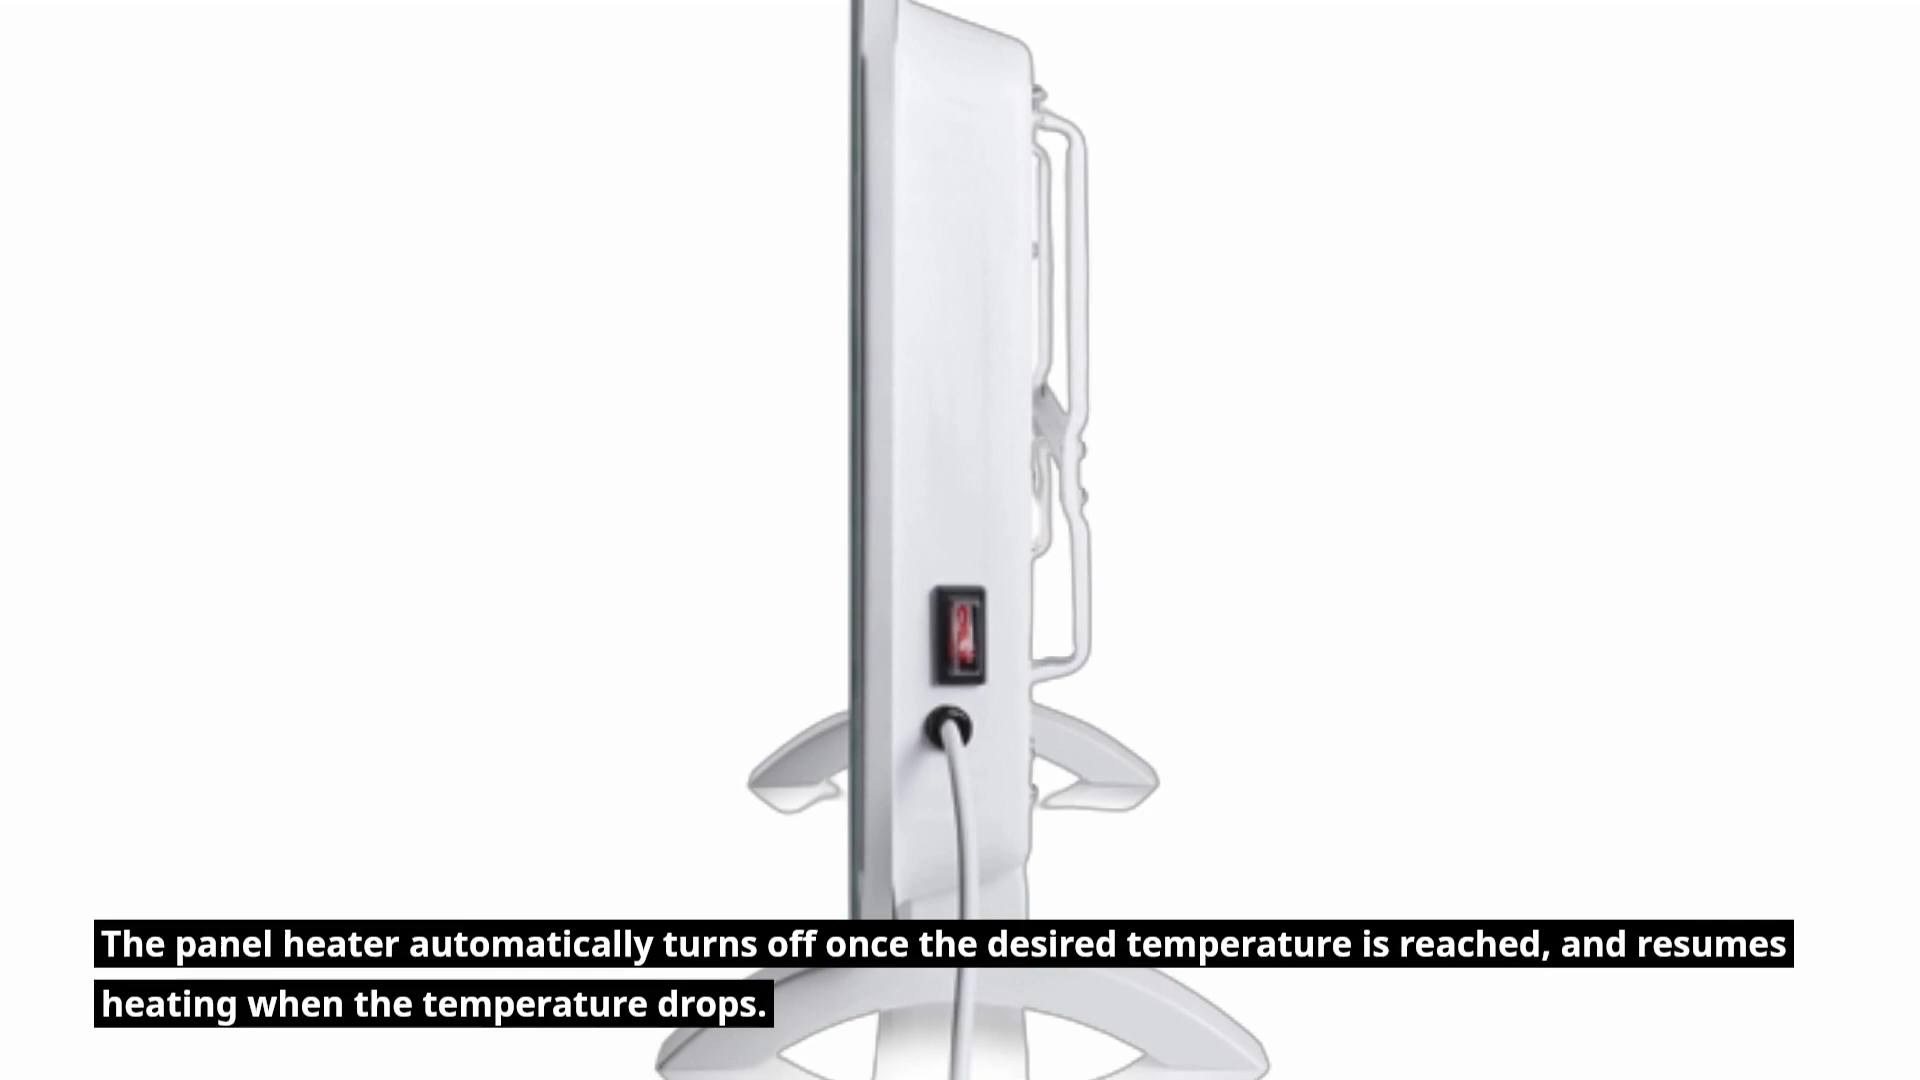 The panel heater automatically turns off once the desired temperature is reached, and resumes
heating when the temperature drops.